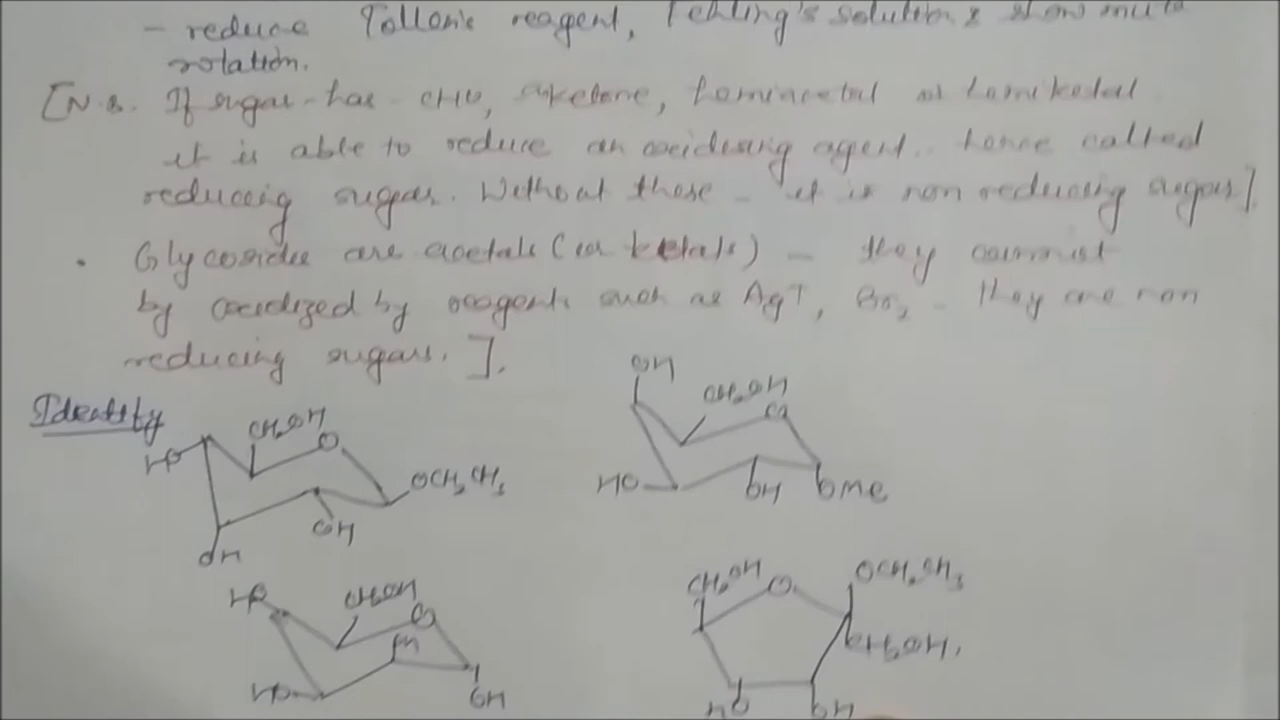 - reduce Tollen's reagent, Fehling's solution & show muta
rotation.
[N.B. If sugar has CHO, ketone, hemiacetal or hemiketal
it is able to reduce an oxidising agent. hence called
reducing sugar. Without these - it is non reducing sugar].
• Glycosides are acetals (or ketals) - they cannot
by oxidized by reagents such as Ag+, Br2 - they are non
reducing sugars. ].
Identify
OH
CH2OH
O
CH2OH
O
HO
OCH2CH3
HO
OH
OMe
OH
OH
HO
CH2OH
O
CH2OH
O
OCH2CH3
CH2OH,
HO
OH
HO
OH